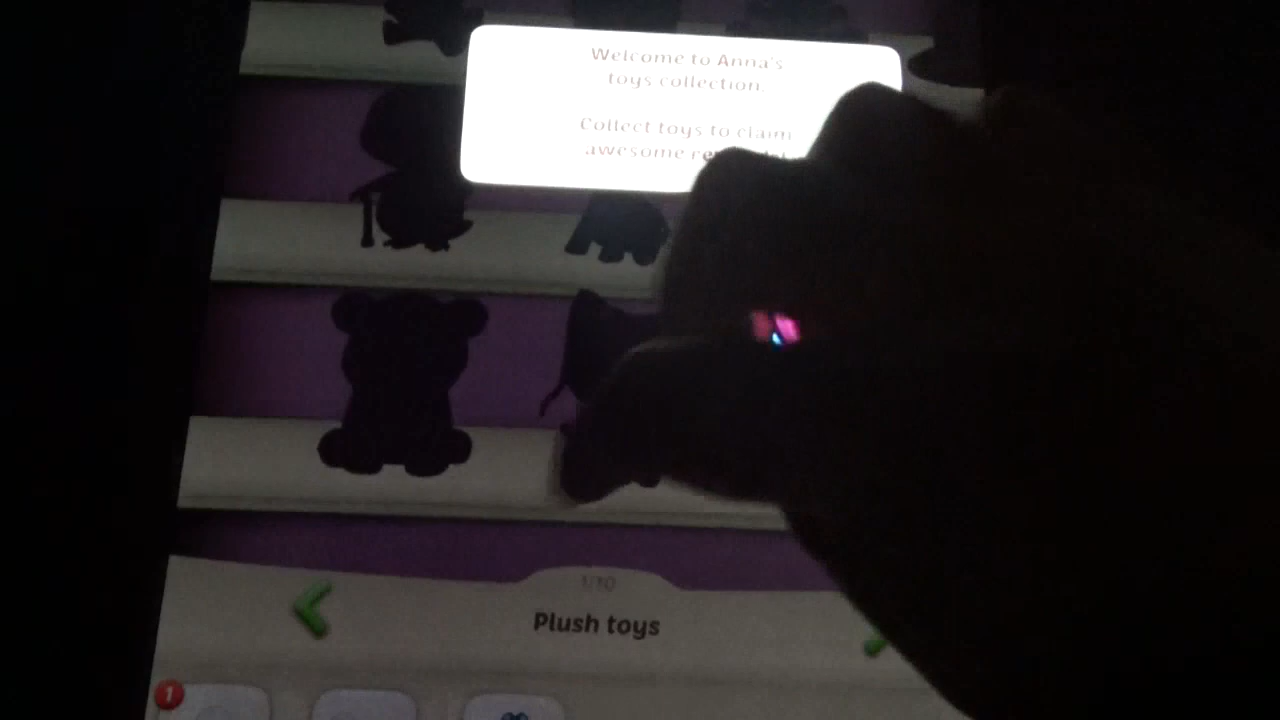 Welcome to Anna's
toys collection.
Collect toys to claim
awesome
1/10
Plush toys
1